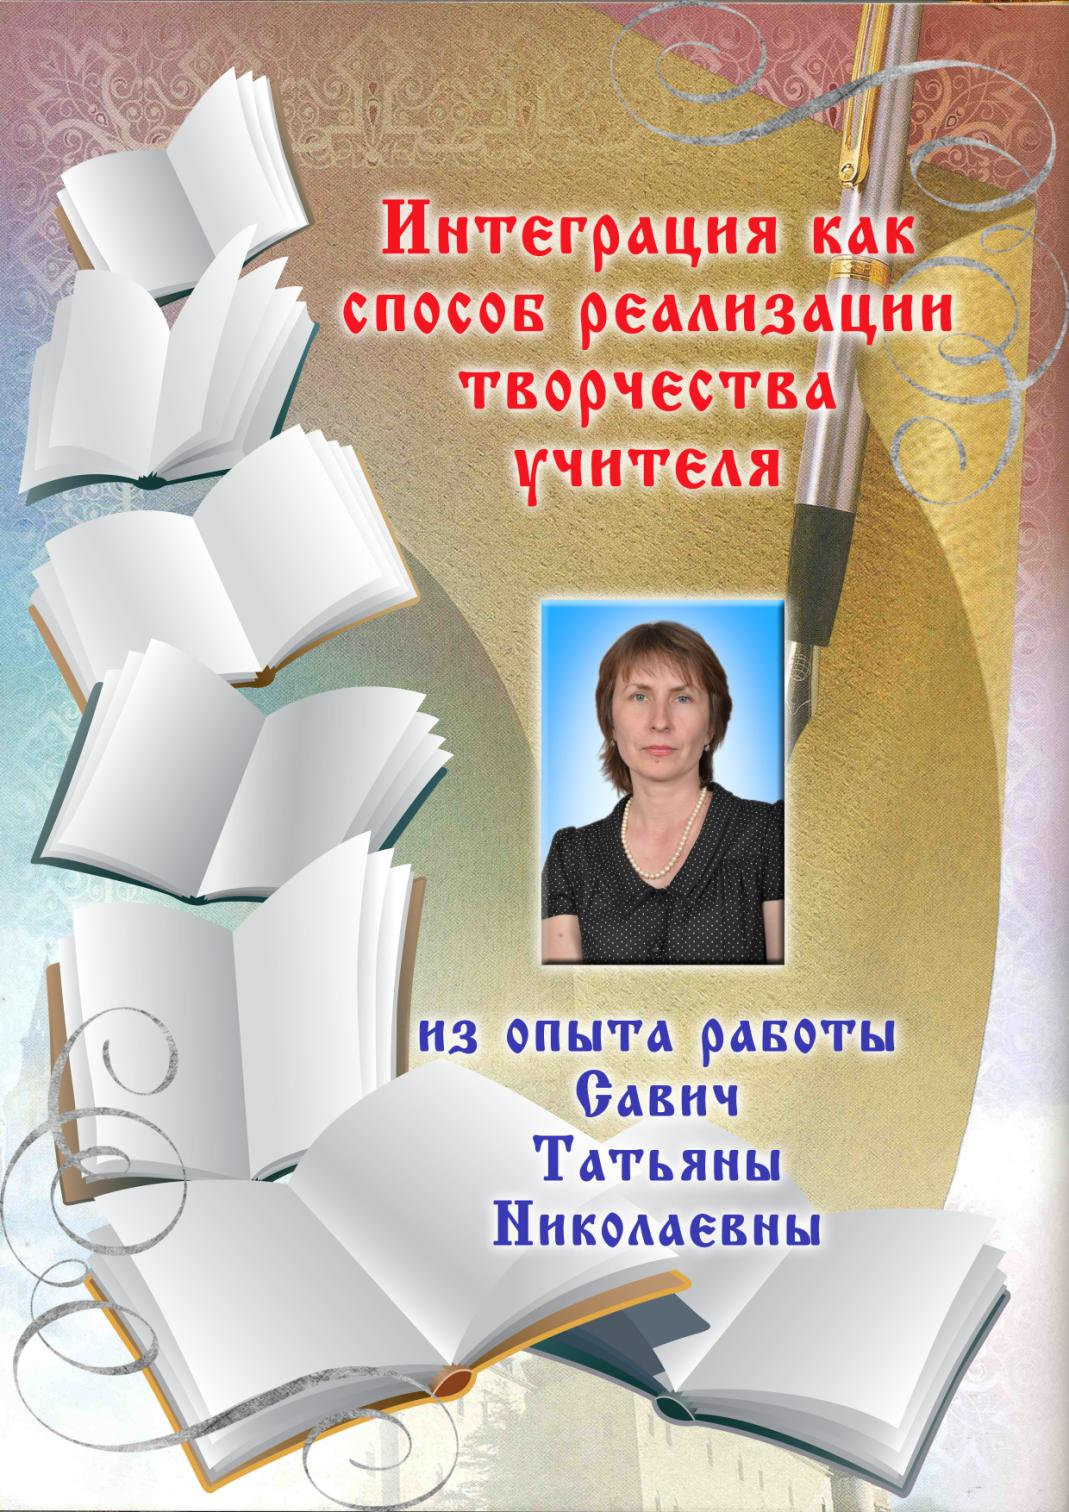 Интеграция как
способ реализации
творчества
учителя
из опыта работы
Савич
Татьяны
Николаевны